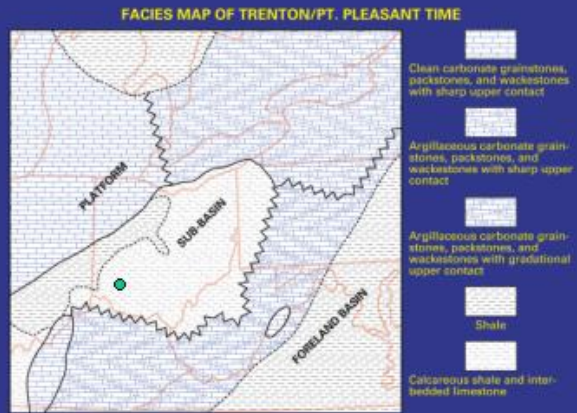 FACIES MAP OF TRENTON/PT. PLEASANT TIME
PLATFORM
SUB-BASIN
FORELAND BASIN
Clean carbonate grainstones,
packstones, and wackestones
with sharp upper contact
Argillaceous carbonate grain-
stones, packstones, and
wackestones with sharp upper
contact
Argillaceous carbonate grain-
stones, packstones, and
wackestones with gradational
upper contact
Shale
Calcareous shale and inter-
bedded limestone